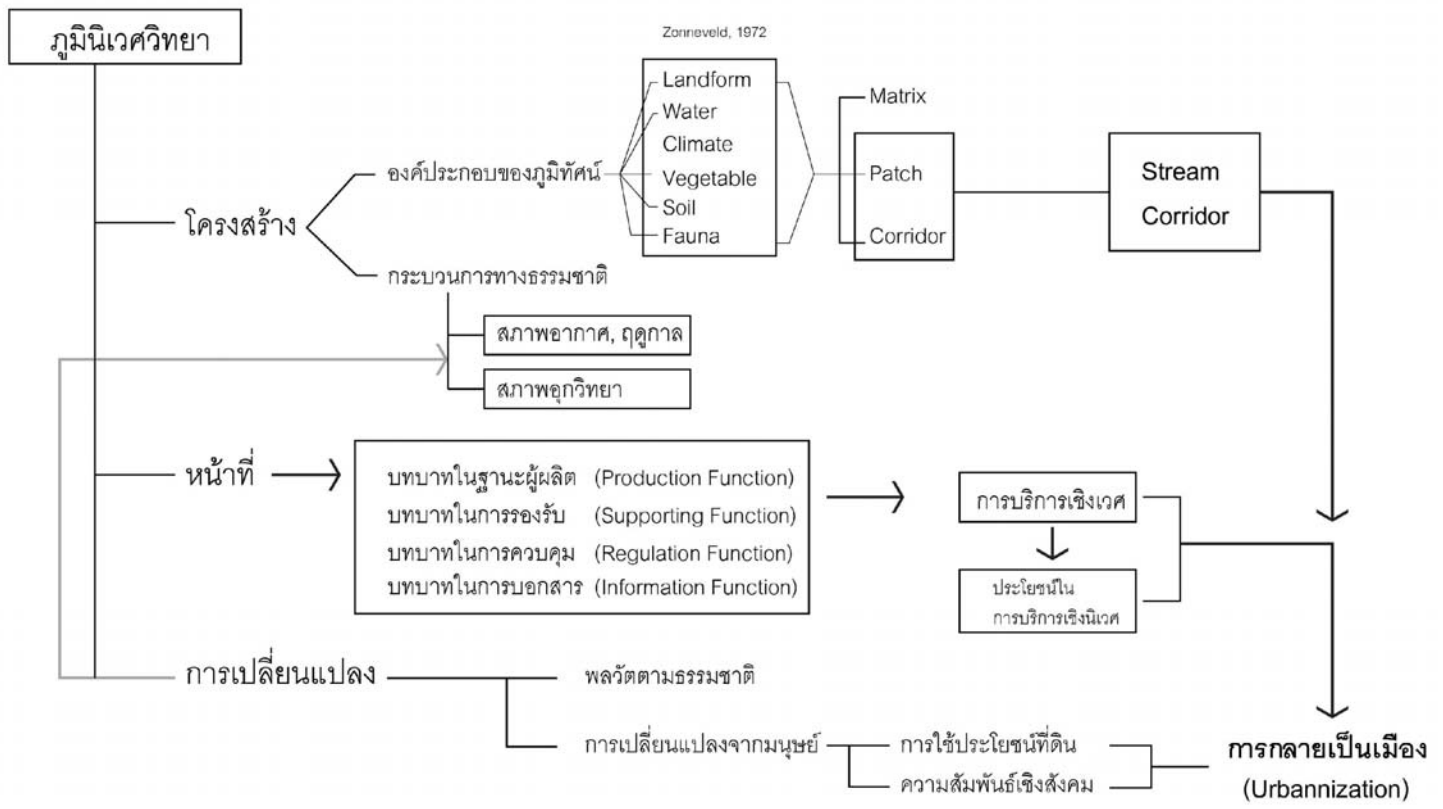 ภูมินิเวศวิทยา
Zonneveld, 1972
โครงสร้าง
องค์ประกอบของภูมิทัศน์
Landform
Water
Climate
Vegetable
Soil
Fauna
Matrix
Patch
Corridor
Stream
Corridor
กระบวนการทางธรรมชาติ
สภาพอากาศ, ฤดูกาล
สภาพอุกวิทยา
หน้าที่
บทบาทในฐานะผู้ผลิต (Production Function)
บทบาทในการรองรับ (Supporting Function)
บทบาทในการควบคุม (Regulation Function)
บทบาทในการบอกสาร (Information Function)
การบริการเชิงเวศ
ประโยชน์ใน
การบริการเชิงนิเวศ
การเปลี่ยนแปลง
พลวัตตามธรรมชาติ
การเปลี่ยนแปลงจากมนุษย์
การใช้ประโยชน์ที่ดิน
ความสัมพันธ์เชิงสังคม
การกลายเป็นเมือง
(Urbannization)